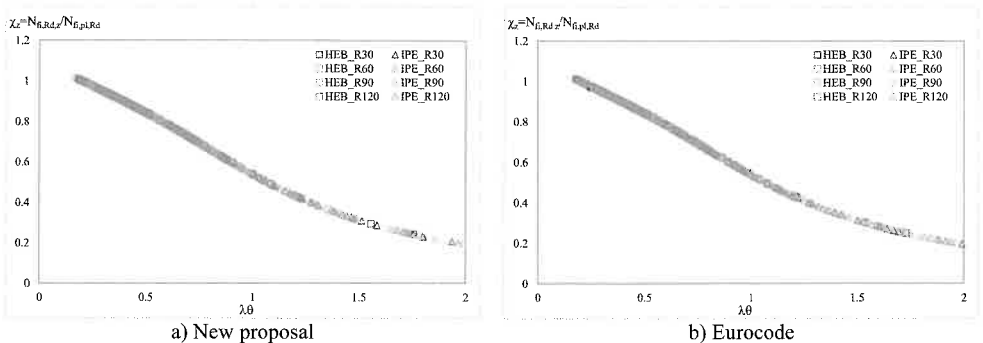 χz=Nfi,Rd,z/Nfi,pl,Rd
1.2
1
0.8
0.6
0.4
0.2
0
0
0.5
1
1.5
2
λθ
HEB_R30 IPE_R30
HEB_R60 IPE_R60
HEB_R90 IPE_R90
HEB_R120 IPE_R120
a) New proposal
χz=Nfi,Rd,z/Nfi,pl,Rd
1.2
1
0.8
0.6
0.4
0.2
0
0
0.5
1
1.5
2
λθ
HEB_R30 IPE_R30
HEB_R60 IPE_R60
HEB_R90 IPE_R90
HEB_R120 IPE_R120
b) Eurocode